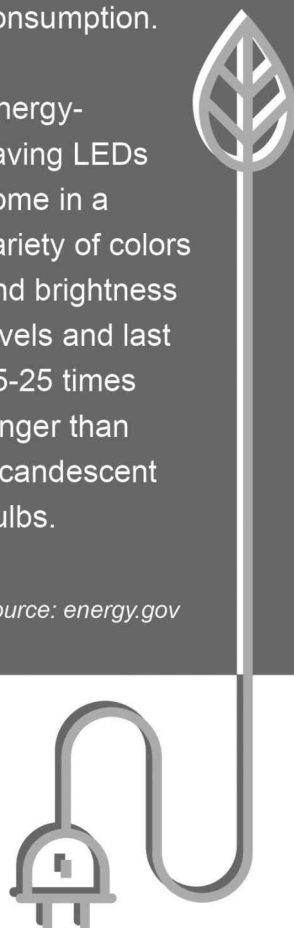 onsumption.
nergy-
aving LEDs
ome in a
ariety of colors
nd brightness
evels and last
5-25 times
nger than
candescent
ulbs.
ource: energy.gov